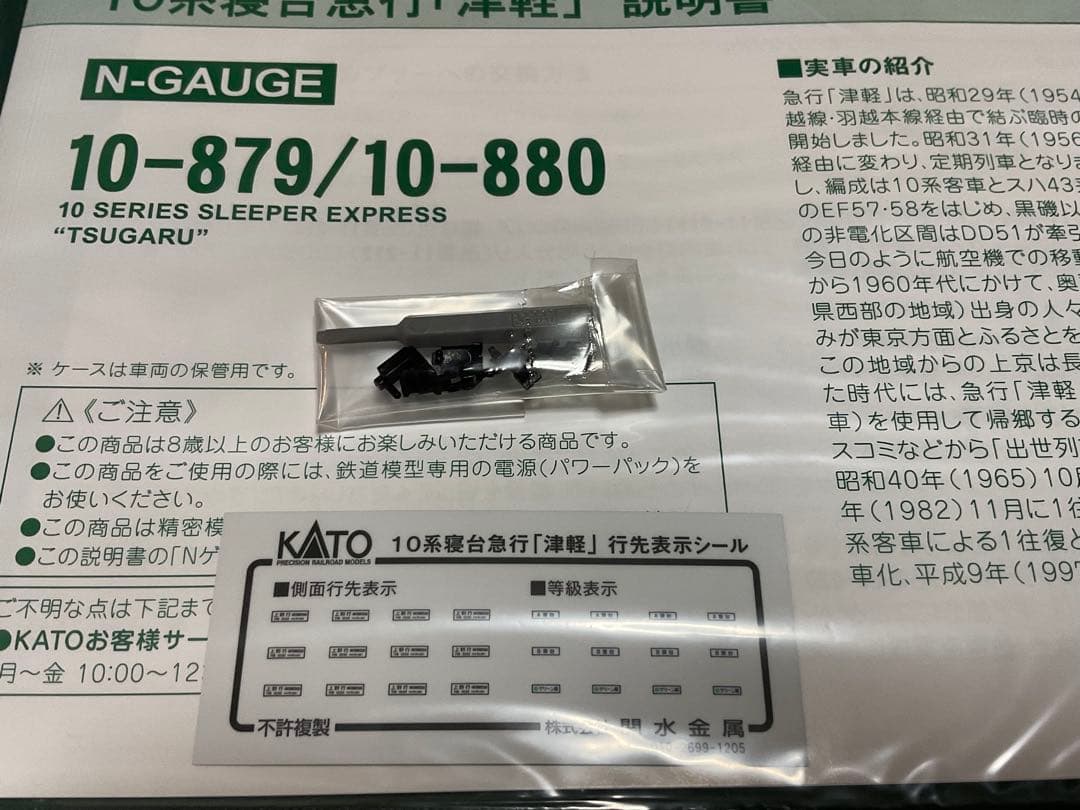 10系寝台急行「津軽」 説明書
N-GAUGE
10-879/10-880
10 SERIES SLEEPER EXPRESS
“TSUGARU”
※ ケースは車両の保管用です。
⚠《ご注意》
●この商品は8歳以上のお客様にお楽しみいただける商品です。
●この商品をご使用の際には、鉄道模型専用の電源(パワーパック)を
お使いください。
●この商品は精密模
●この説明書の「Nゲ
ご不明な点は下記まで
●KATOお客様サー
月～金 10:00～12:
■実車の紹介
急行「津軽」は、昭和29年(1954
越線・羽越本線経由で結ぶ臨時の
開始しました。昭和31年(1956
経由に変わり、定期列車となりま
し、編成は10系客車とスハ43系
のEF57・58をはじめ、黒磯以
の非電化区間はDD51が牽引
今日のように航空機での移動
から1960年代にかけて、奥
県西部の地域)出身の人々
みが東京方面とふるさとを
この地域からの上京は長
た時代には、急行「津軽
車)を使用して帰郷する
スコミなどから「出世列
昭和40年(1965)10月
年(1982)11月に1往
系客車による1往復と
車化、平成9年(1997
KATO 10系寝台急行「津軽」 行先表示シール
PRECISION RAILROAD MODELS
■側面行先表示 ■等級表示
不許複製 株式会社 関水金属
699-1205